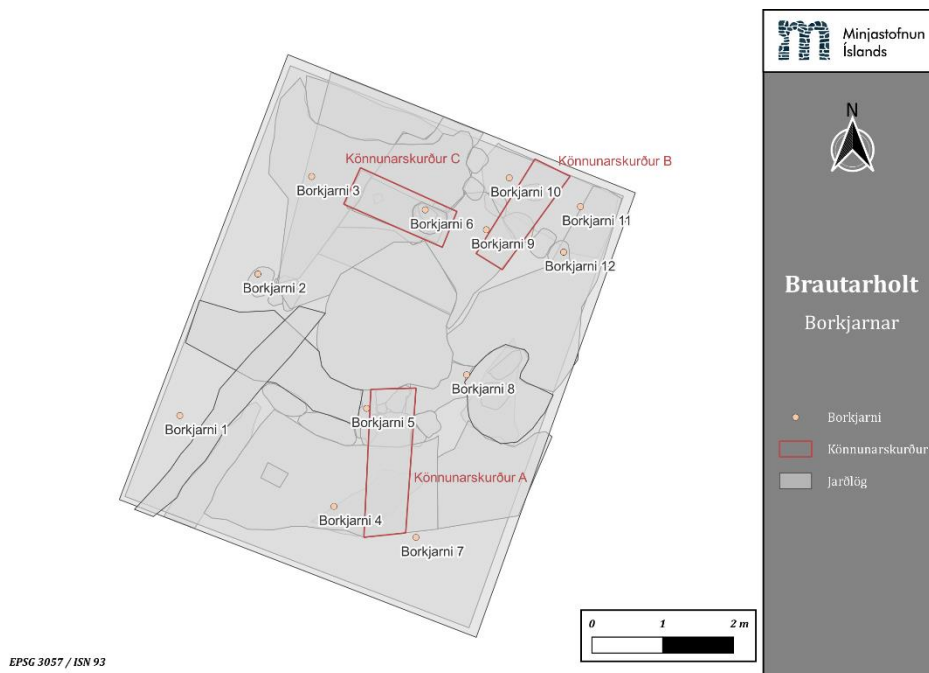 Minjastofnun
Íslands
N
Brautarholt
Borkjarnar
Borkjarni
Könnunarskurður
Jarðlög
Könnunarskurður C
Könnunarskurður B
Borkjarni 3
Borkjarni 10
Borkjarni 6
Borkjarni 11
Borkjarni 9
Borkjarni 12
Borkjarni 2
Borkjarni 8
Borkjarni 5
Borkjarni 1
Könnunarskurður A
Borkjarni 4
Borkjarni 7
0 1 2 m
EPSG 3057 / ISN 93